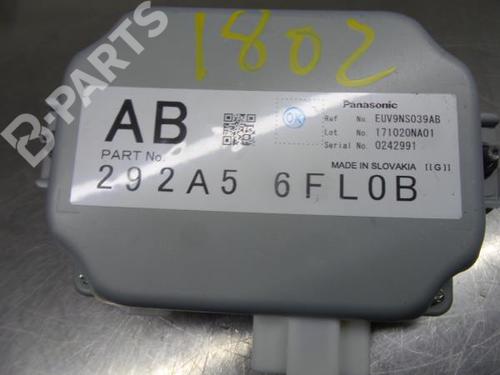 1802
B-PARTS
AB
PART No.
OK
Panasonic
Ref No. EUV9NS039AB
Lot No. 171020NA01
Serial No. 0242991
MADE IN SLOVAKIA [[G]]
292A5 6FL0B